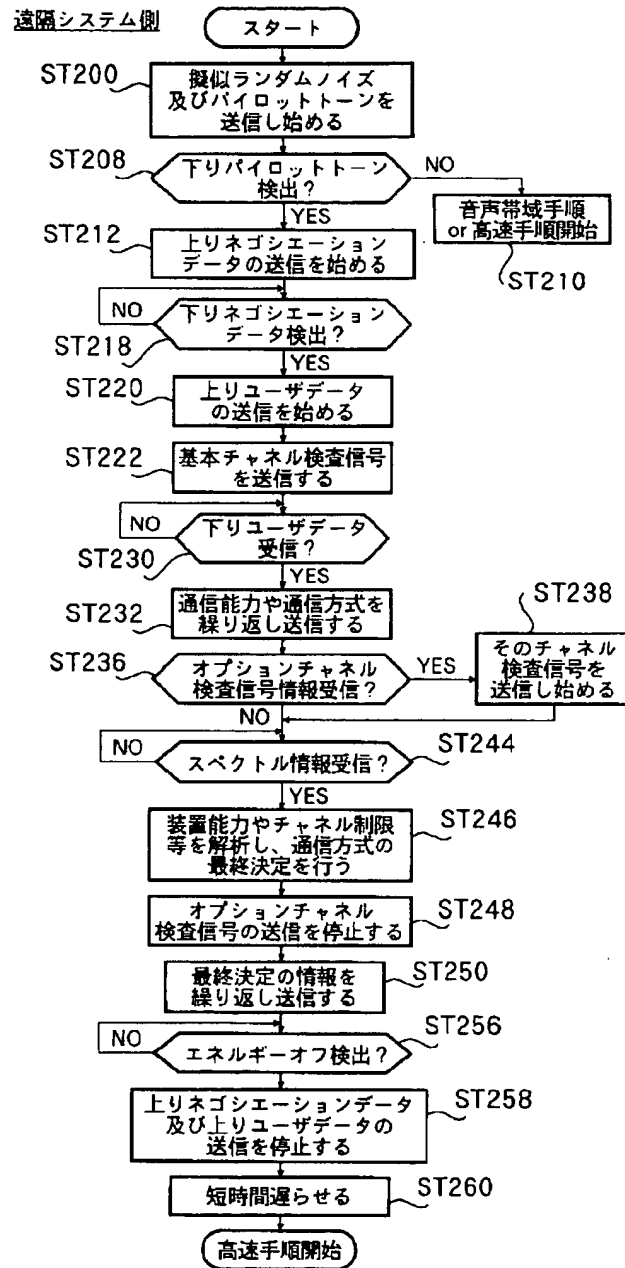 遠隔システム側
スタート
ST200
擬似ランダムノイズ
及びパイロットトーンを
送信し始める
ST208
下りパイロットトーン
検出?
NO
YES
音声帯域手順
or 高速手順開始
ST210
ST212
上りネゴシエーション
データの送信を始める
NO
下りネゴシエーション
データ検出?
ST218
YES
ST220
上りユーザデータ
の送信を始める
ST222
基本チャネル検査信号
を送信する
NO
下りユーザデータ
受信?
ST230
YES
ST232
通信能力や通信方式を
繰り返し送信する
ST238
ST236
オプションチャネル
検査信号情報受信?
YES
そのチャネル
検査信号を
送信し始める
NO
NO
スペクトル情報受信?
ST244
YES
装置能力やチャネル制限
等を解析し、通信方式の
最終決定を行う
ST246
オプションチャネル
検査信号の送信を停止する
ST248
最終決定の情報を
繰り返し送信する
ST250
NO
エネルギーオフ検出?
ST256
YES
上りネゴシエーションデータ
及び上りユーザデータの
送信を停止する
ST258
短時間遅らせる
ST260
高速手順開始